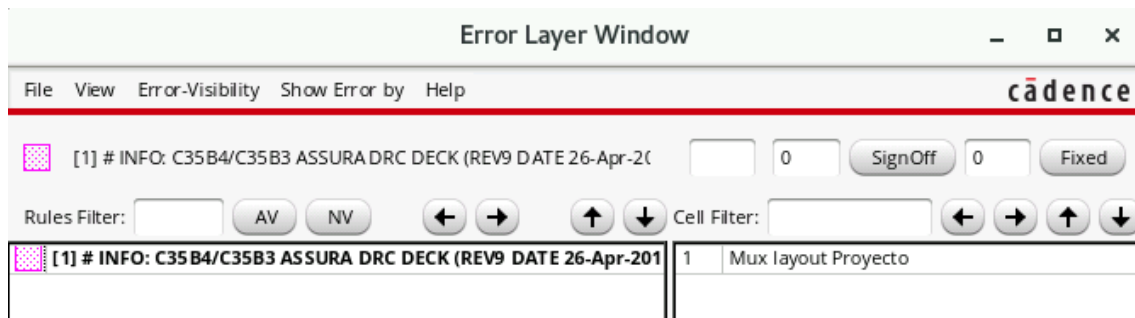 Error Layer Window
File View Error-Visibility Show Error by Help cādence
[1] # INFO: C35B4/C35B3 ASSURA DRC DECK (REV9 DATE 26-Apr-20 0 SignOff 0 Fixed
Rules Filter: AV NV Cell Filter:
[1] # INFO: C35B4/C35B3 ASSURA DRC DECK (REV9 DATE 26-Apr-201 1 Mux layout Proyecto